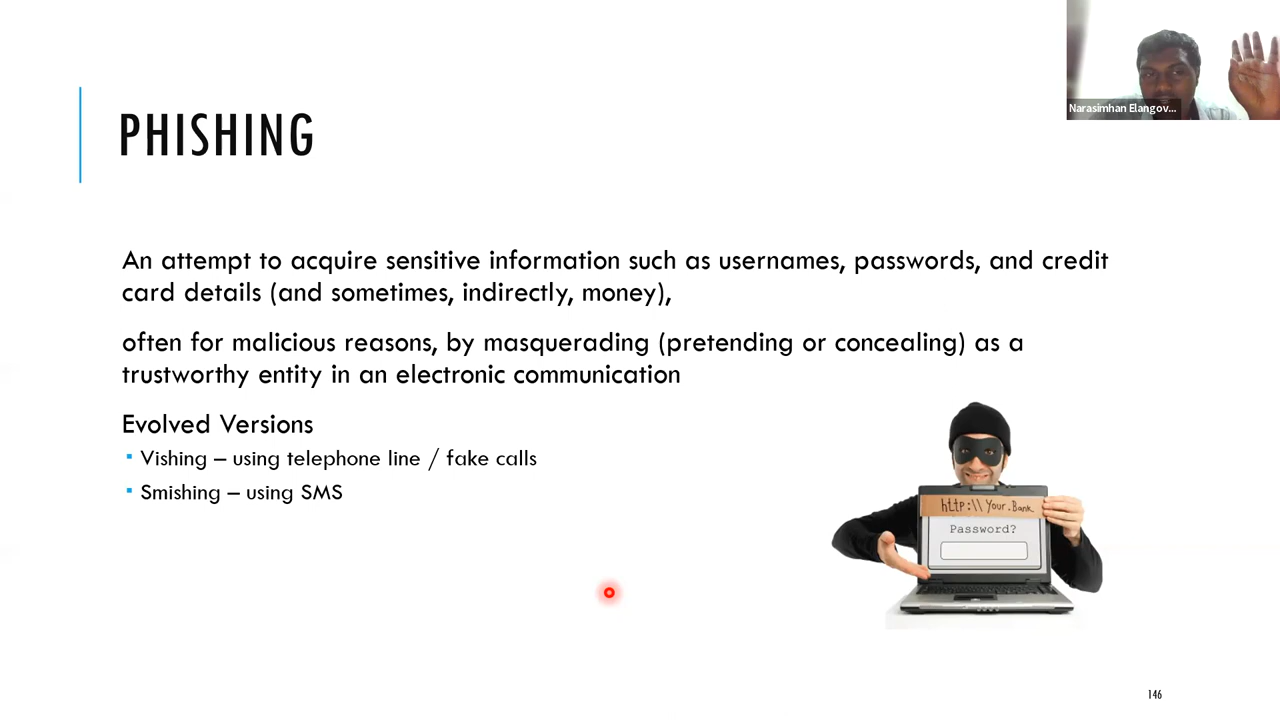 Narasimhan Elangov...
PHISHING
An attempt to acquire sensitive information such as usernames, passwords, and credit
card details (and sometimes, indirectly, money),
often for malicious reasons, by masquerading (pretending or concealing) as a
trustworthy entity in an electronic communication
Evolved Versions
Vishing – using telephone line / fake calls
Smishing – using SMS
http:\\ Your.Bank
Password?
146